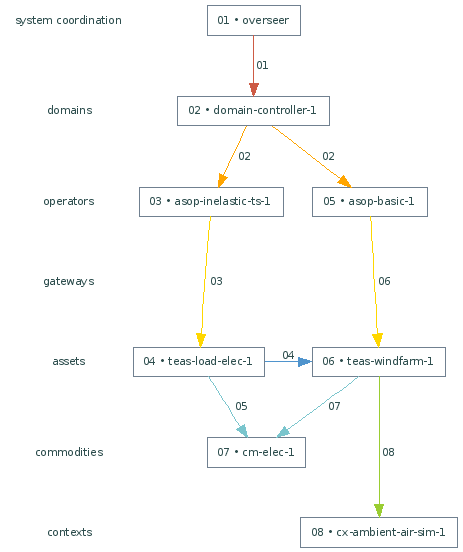 system coordination
01 • overseer
01
domains
02 • domain-controller-1
02
02
operators
03 • asop-inelastic-ts-1
05 • asop-basic-1
gateways
03
06
assets
04 • teas-load-elec-1
04
06 • teas-windfarm-1
05
07
commodities
07 • cm-elec-1
08
contexts
08 • cx-ambient-air-sim-1